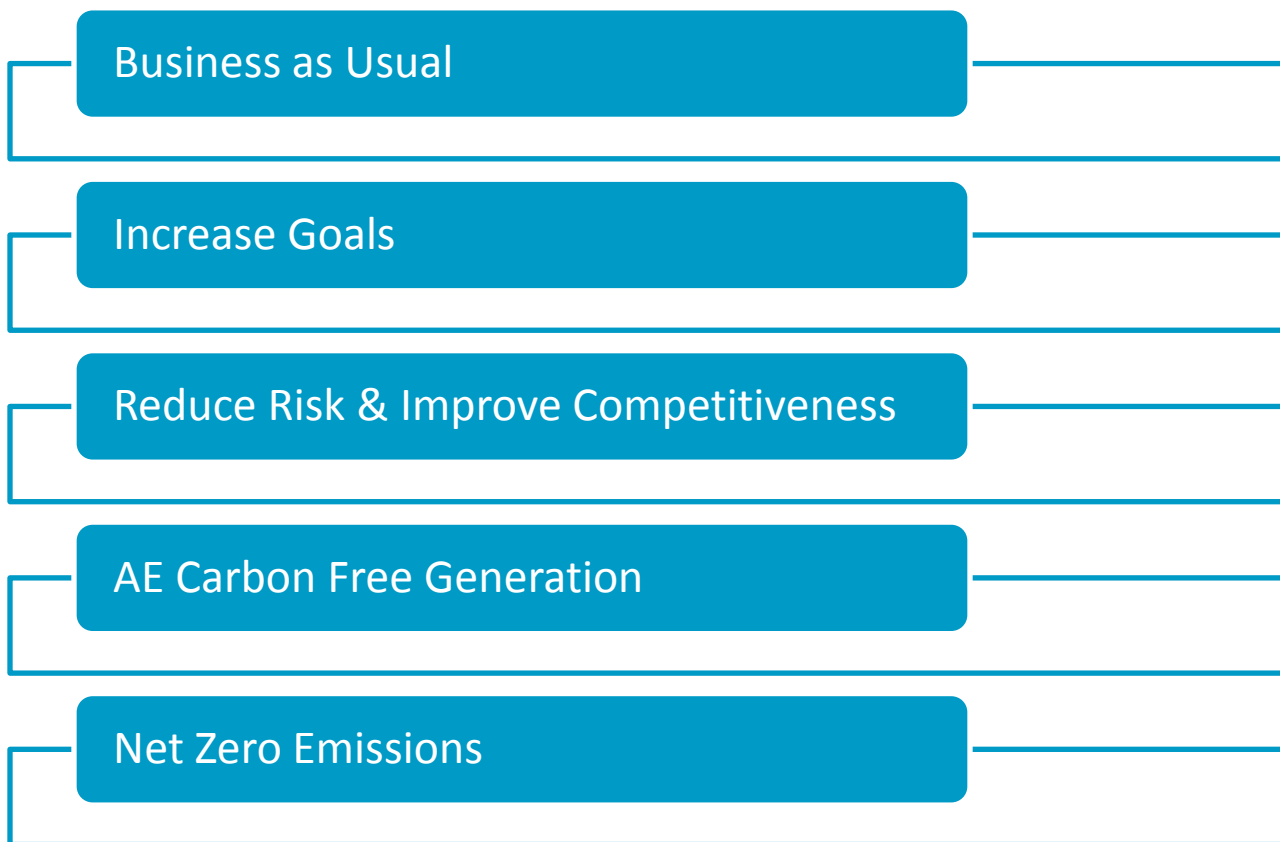 Business as Usual
Increase Goals
Reduce Risk & Improve Competitiveness
AE Carbon Free Generation
Net Zero Emissions